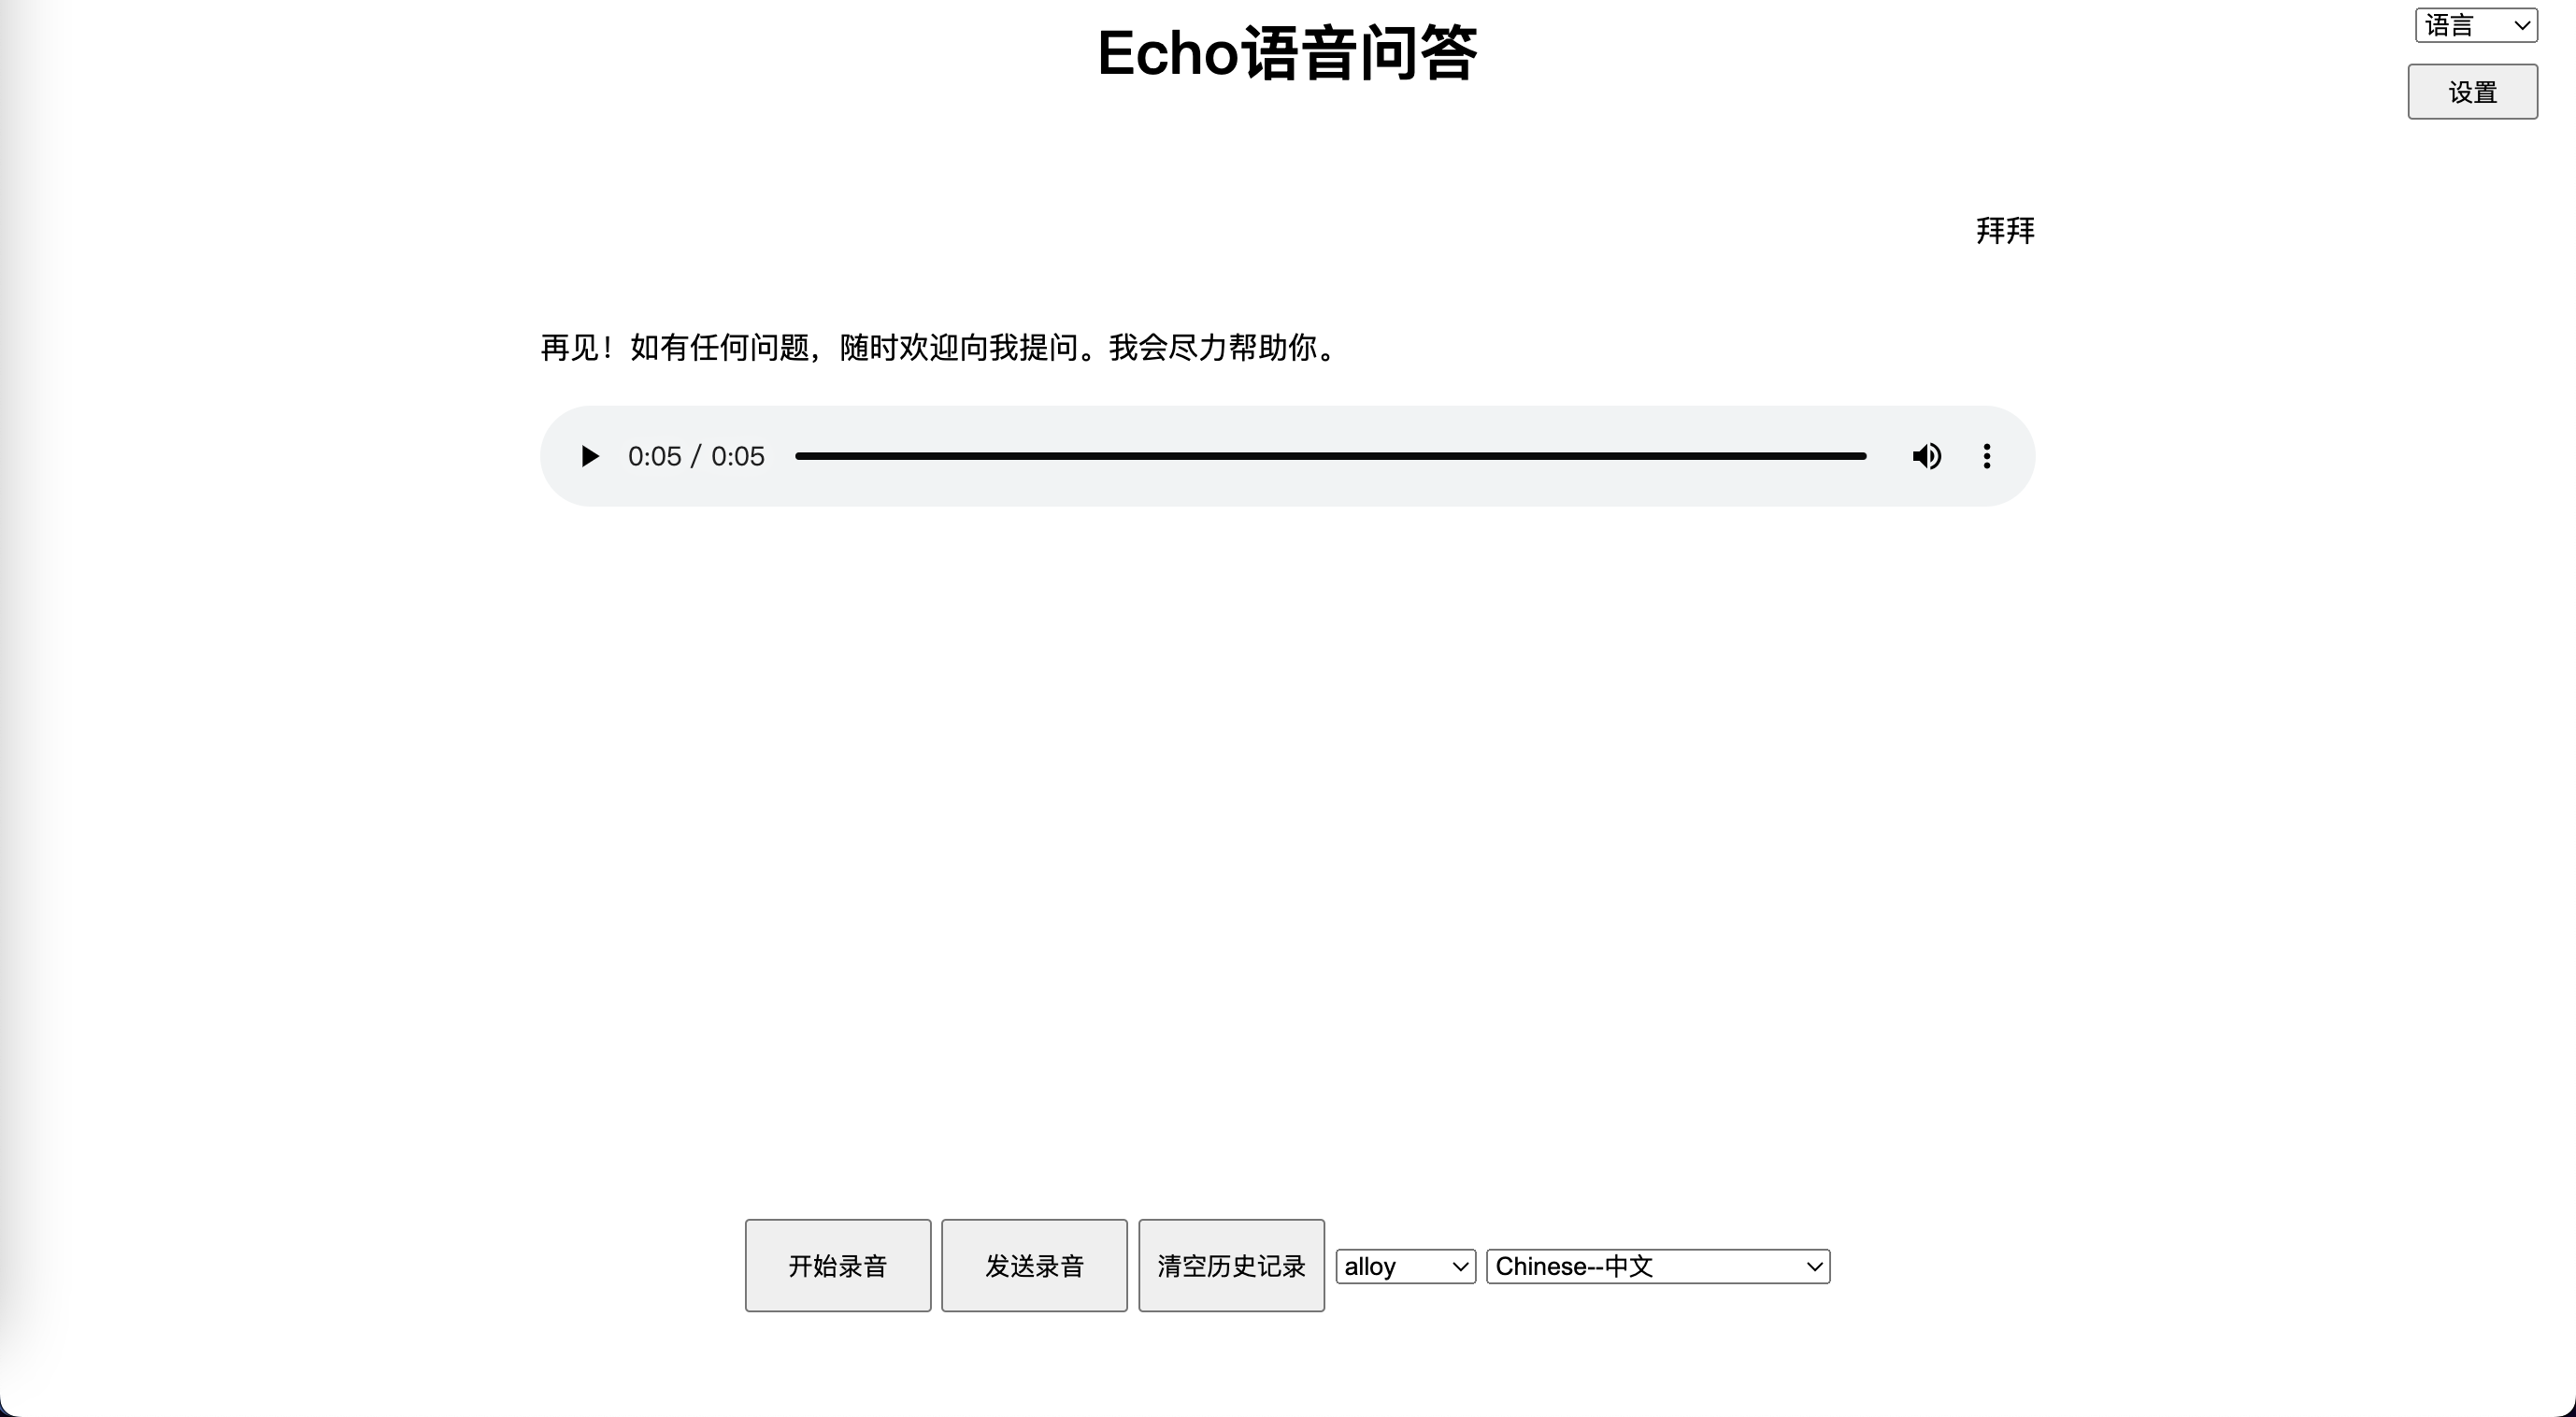 Echo语音问答
语言
设置
拜拜
再见！如有任何问题，随时欢迎向我提问。我会尽力帮助你。
0:05 / 0:05
开始录音
发送录音
清空历史记录
alloy
Chinese--中文